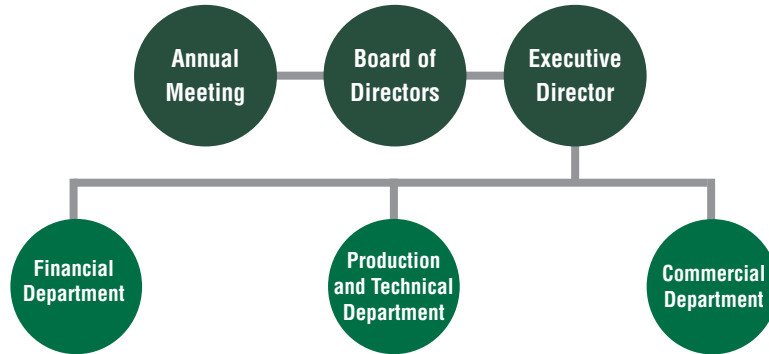 Annual
Meeting
Board of
Directors
Executive
Director
Financial
Department
Production
and Technical
Department
Commercial
Department